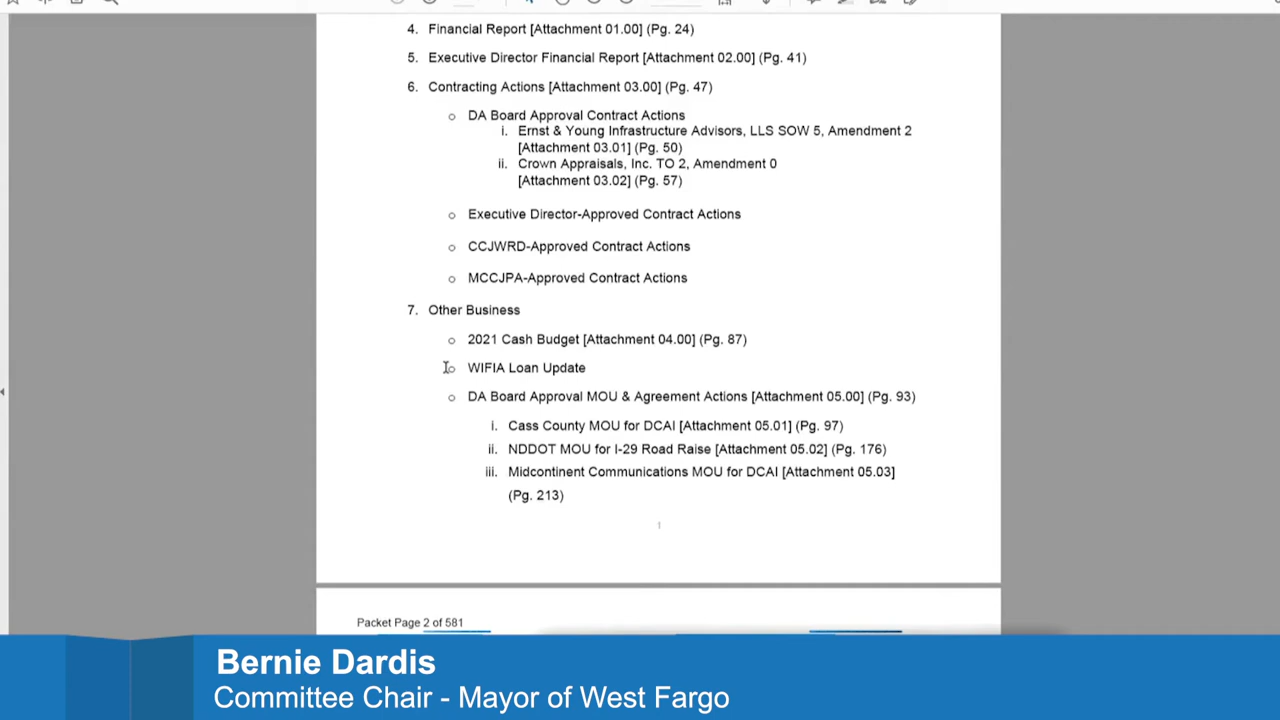 4. Financial Report [Attachment 01.00] (Pg. 24)
5. Executive Director Financial Report [Attachment 02.00] (Pg. 41)
6. Contracting Actions [Attachment 03.00] (Pg. 47)
o DA Board Approval Contract Actions
i. Ernst & Young Infrastructure Advisors, LLS SOW 5, Amendment 2
[Attachment 03.01] (Pg. 50)
ii. Crown Appraisals, Inc. TO 2, Amendment 0
[Attachment 03.02] (Pg. 57)
o Executive Director-Approved Contract Actions
o CCJWRD-Approved Contract Actions
o MCCJPA-Approved Contract Actions
7. Other Business
o 2021 Cash Budget [Attachment 04.00] (Pg. 87)
o WIFIA Loan Update
o DA Board Approval MOU & Agreement Actions [Attachment 05.00] (Pg. 93)
i. Cass County MOU for DCAI [Attachment 05.01] (Pg. 97)
ii. NDDOT MOU for I-29 Road Raise [Attachment 05.02] (Pg. 176)
iii. Midcontinent Communications MOU for DCAI [Attachment 05.03]
(Pg. 213)
1
Packet Page 2 of 581
Bernie Dardis
Committee Chair - Mayor of West Fargo